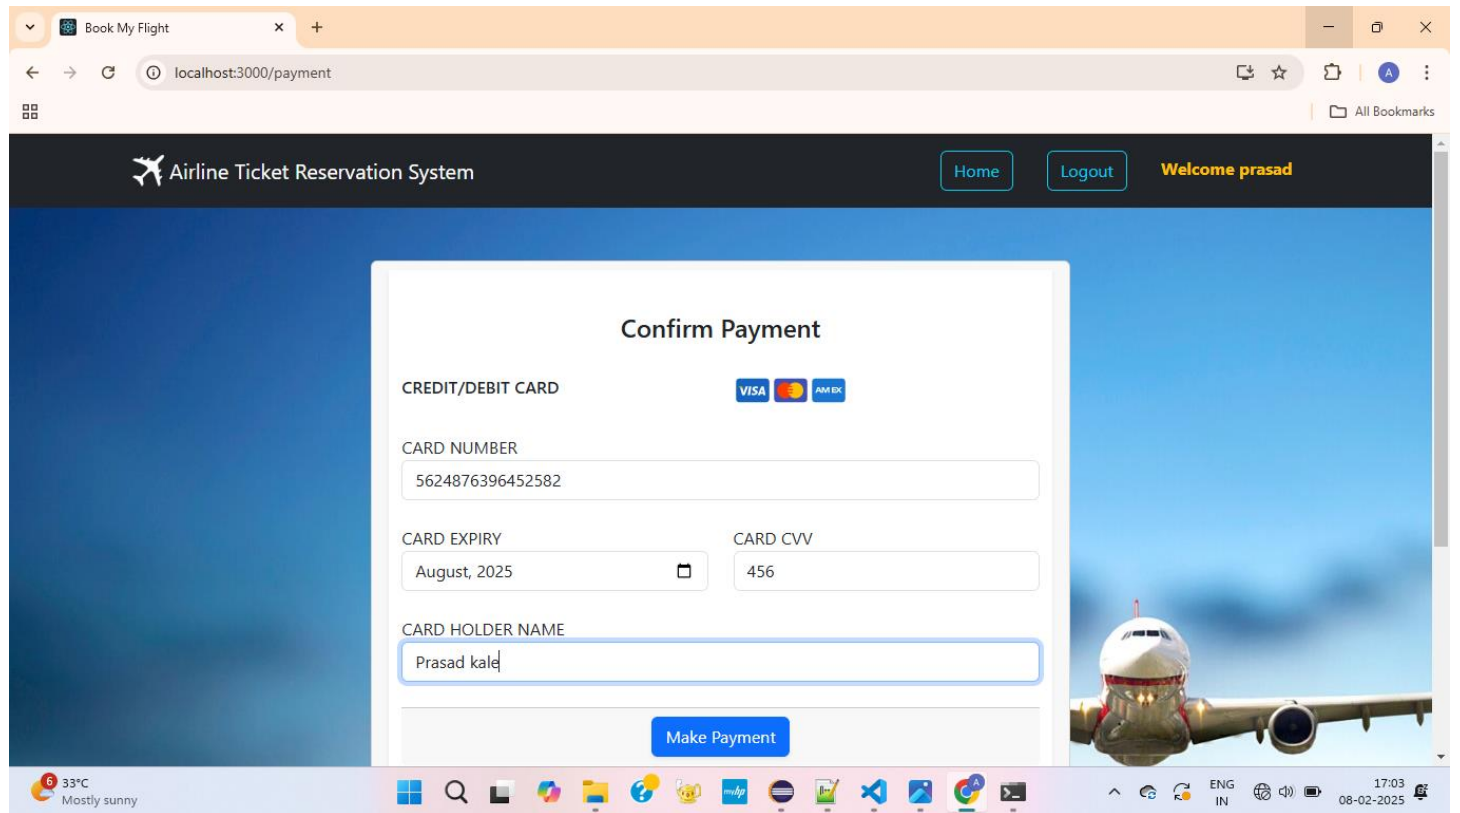 Book My Flight
localhost:3000/payment
All Bookmarks
Airline Ticket Reservation System
Home
Logout
Welcome prasad
Confirm Payment
CREDIT/DEBIT CARD
VISA
AMEX
CARD NUMBER
5624876396452582
CARD EXPIRY
CARD CVV
August, 2025
456
CARD HOLDER NAME
Prasad kale
Make Payment
6
33°C
Mostly sunny
myhp
A
ENG
IN
17:03
08-02-2025